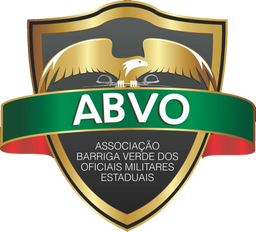 ABVO
ASSOCIAÇÃO
BARRIGA VERDE DOS
OFICIAIS MILITARES
ESTADUAIS